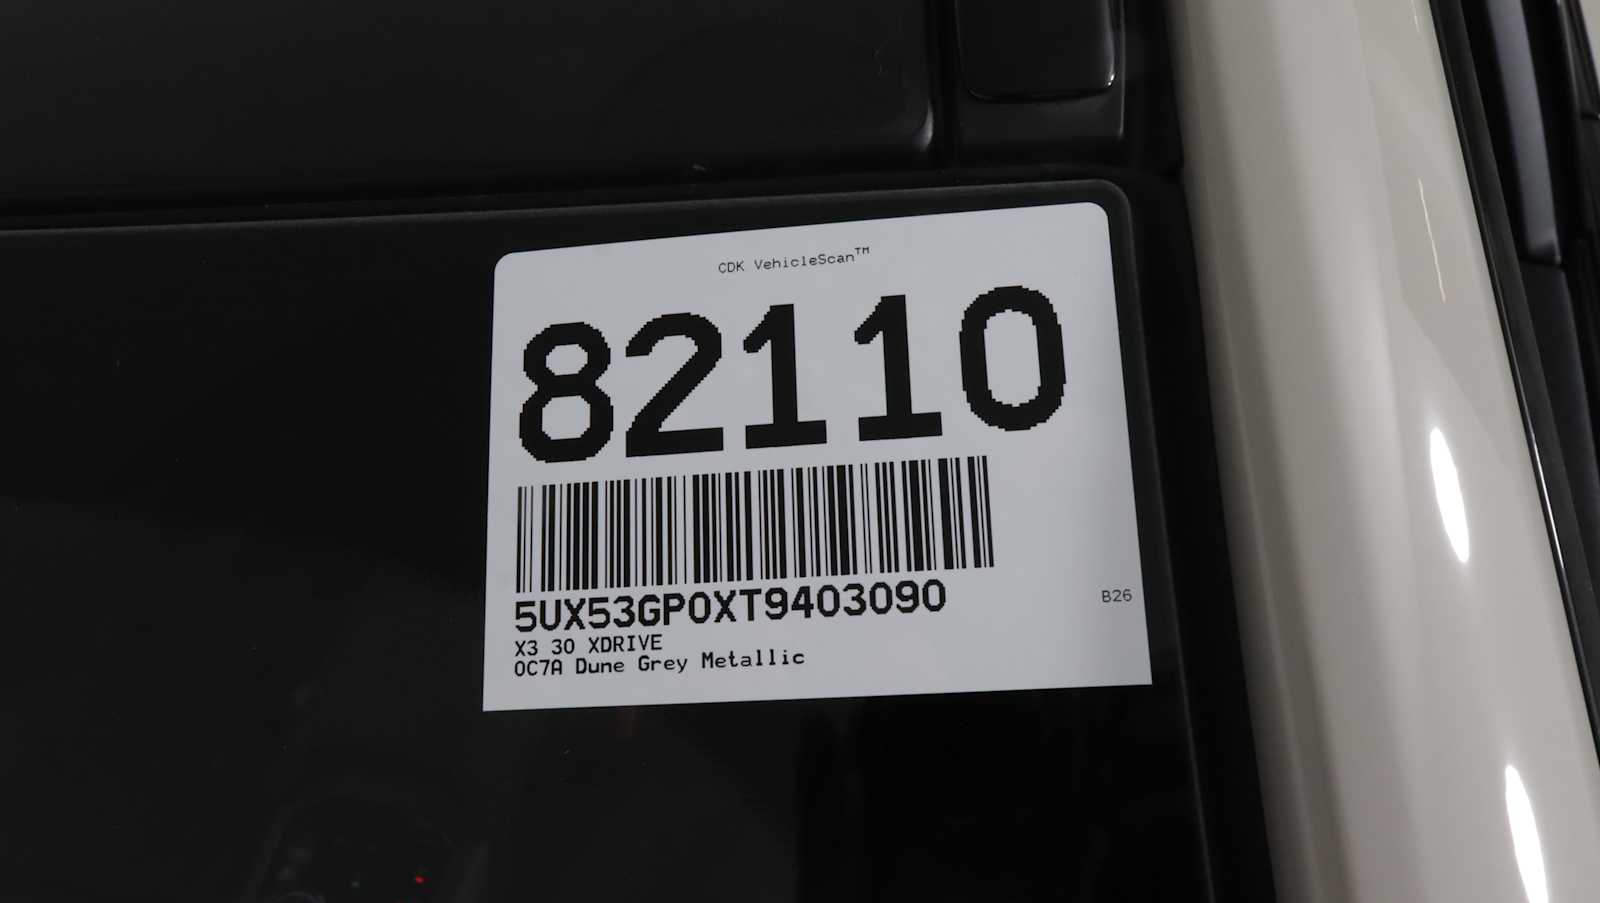 CDK VehicleScan™
82110
5UX53GP0XT9403090
B26
X3 30 XDRIVE
0C7A Dune Grey Metallic